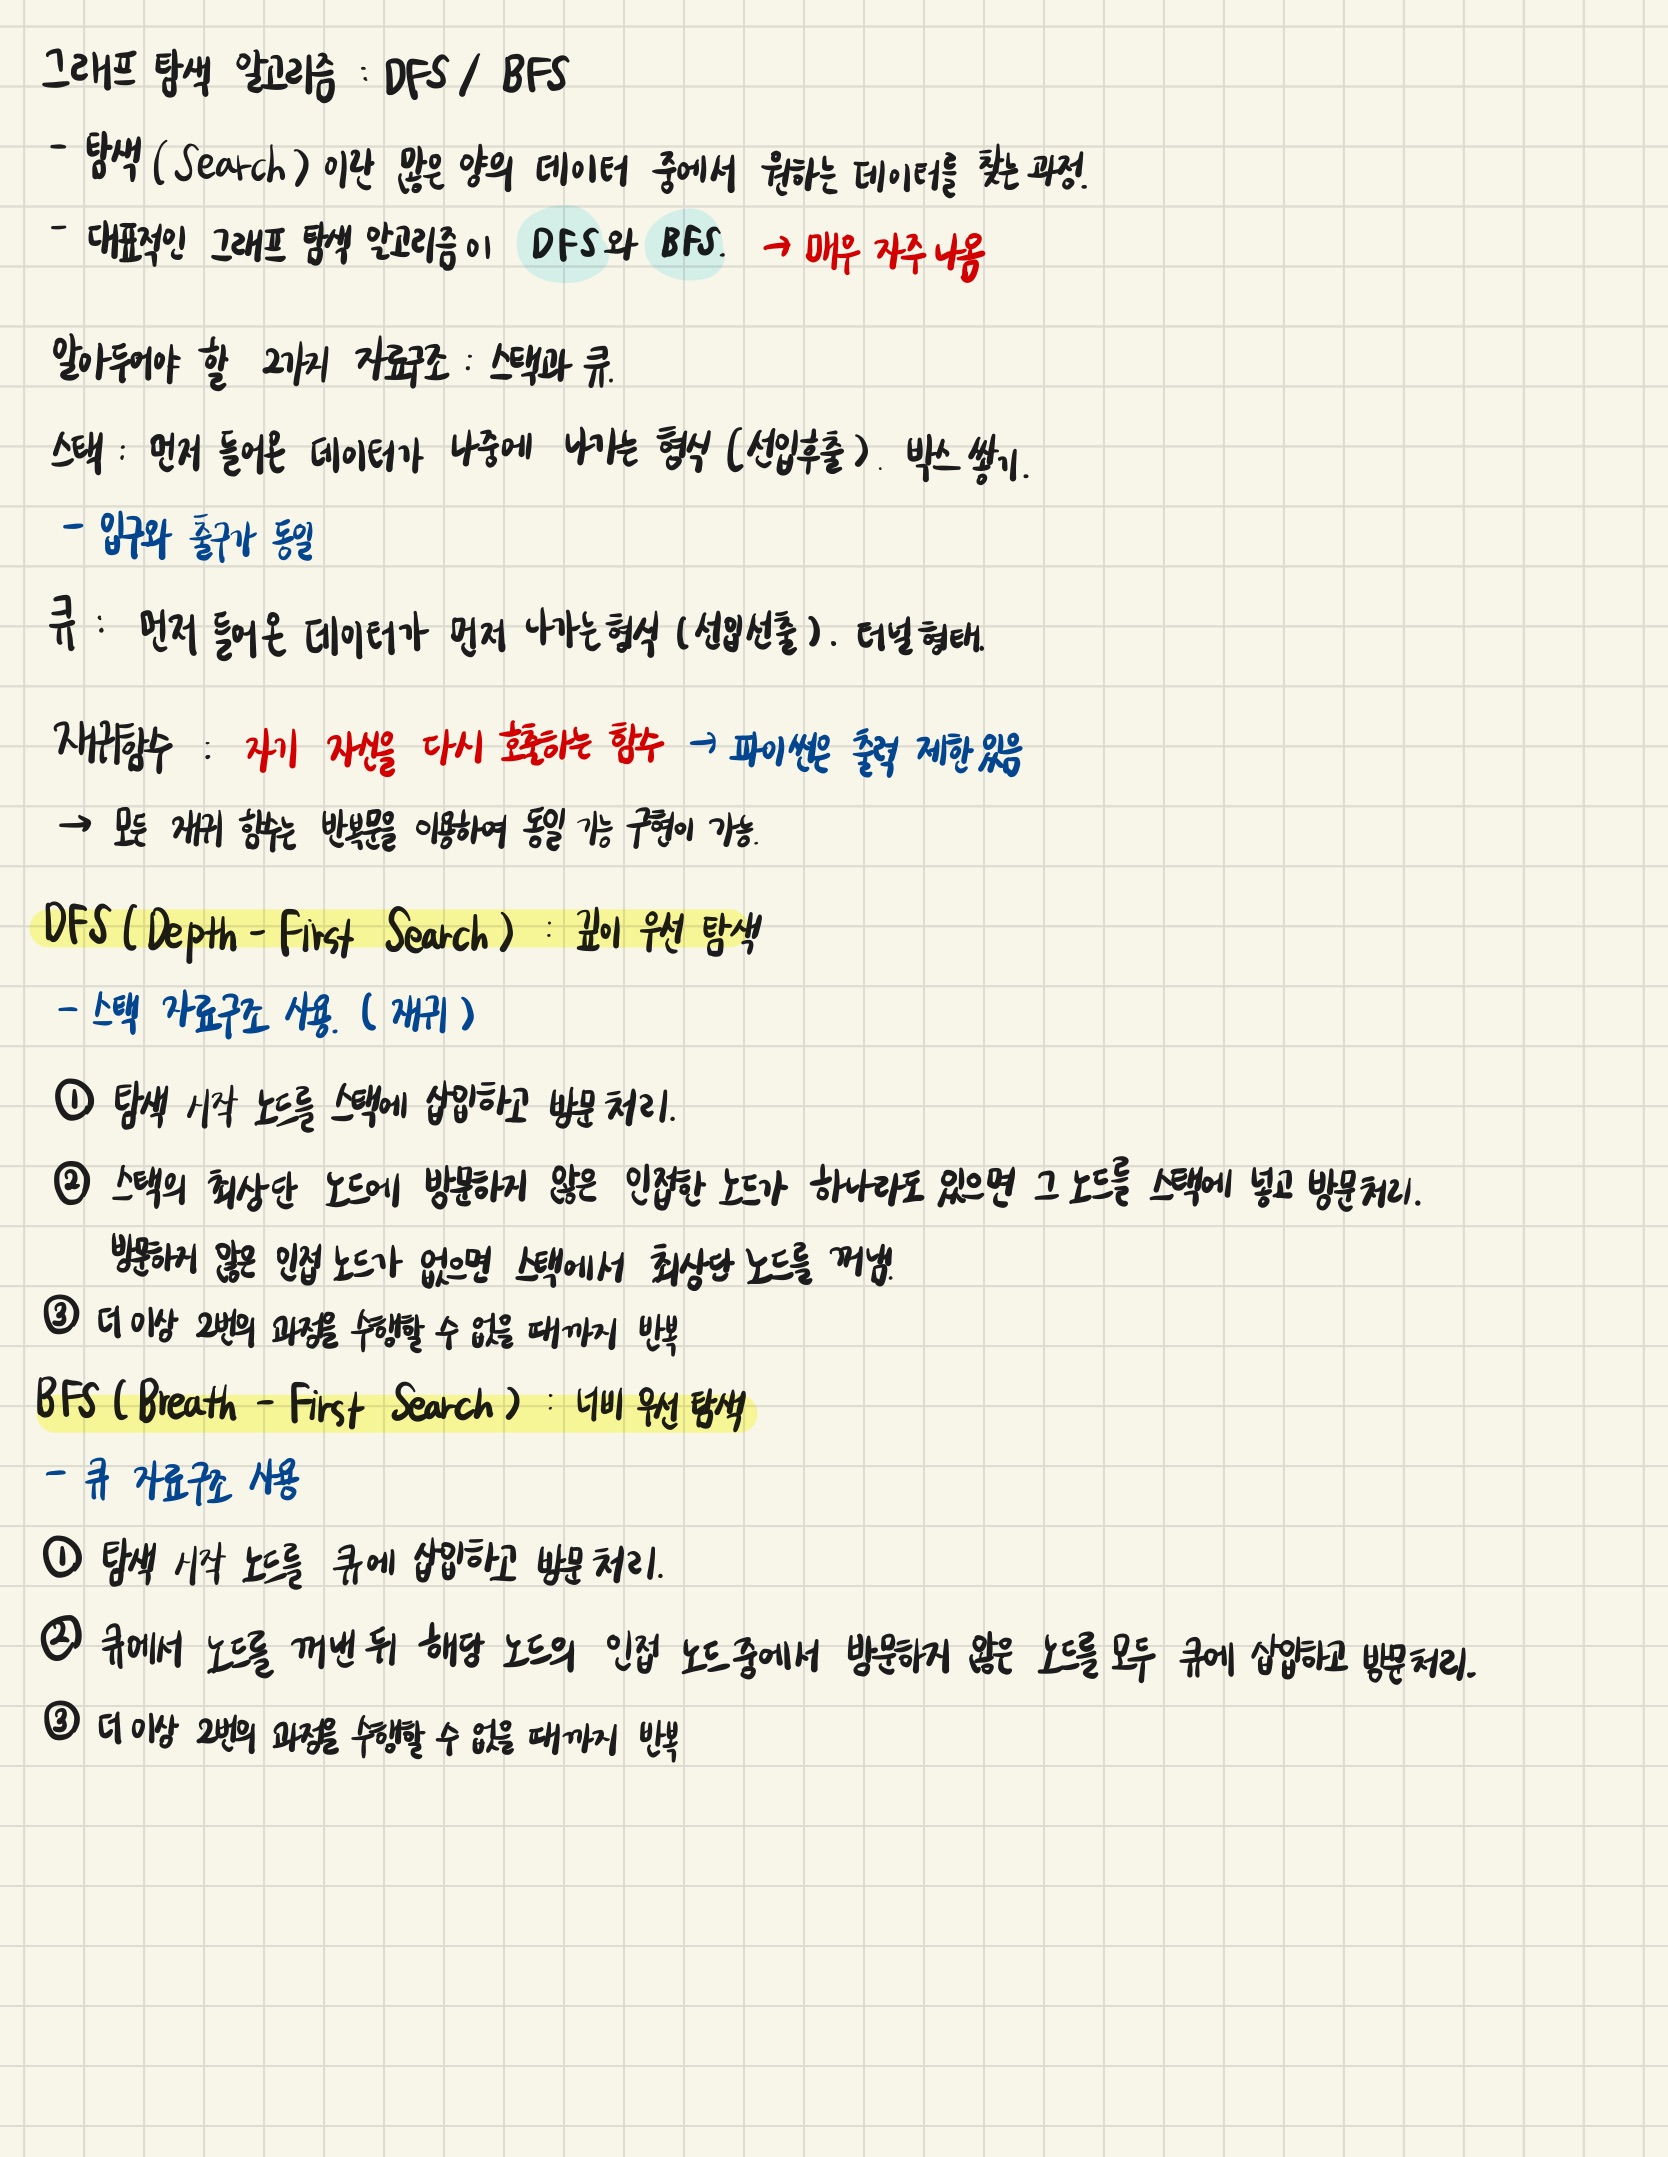 그래프 탐색 알고리즘 : DFS / BFS
- 탐색 (Search) 이란 많은 양의 데이터 중에서 원하는 데이터를 찾는 과정.
- 대표적인 그래프 탐색 알고리즘이 DFS와 BFS. → 매우 자주 나옴
알아두어야 할 2가지 자료구조 : 스택과 큐.
스택 : 먼저 들어온 데이터가 나중에 나가는 형식 (선입후출). 박스 쌓기.
- 입구와 출구가 동일
큐 : 먼저 들어온 데이터가 먼저 나가는 형식 (선입선출). 터널 형태.
재귀함수 : 자기 자신을 다시 호출하는 함수 → 파이썬은 출력 제한 있음
→ 모든 재귀 함수는 반복문을 이용하여 동일 기능 구현이 가능.
DFS (Depth - First Search) : 깊이 우선 탐색
- 스택 자료구조 사용. (재귀)
① 탐색 시작 노드를 스택에 삽입하고 방문 처리.
② 스택의 최상단 노드에 방문하지 않은 인접한 노드가 하나라도 있으면 그 노드를 스택에 넣고 방문처리.
방문하지 않은 인접 노드가 없으면 스택에서 최상단 노드를 꺼냄.
③ 더 이상 2번의 과정을 수행할 수 없을 때까지 반복
BFS (Breath - First Search) : 너비 우선 탐색
- 큐 자료구조 사용
① 탐색 시작 노드를 큐에 삽입하고 방문 처리.
② 큐에서 노드를 꺼낸 뒤 해당 노드의 인접 노드 중에서 방문하지 않은 노드를 모두 큐에 삽입하고 방문처리.
③ 더 이상 2번의 과정을 수행할 수 없을 때까지 반복